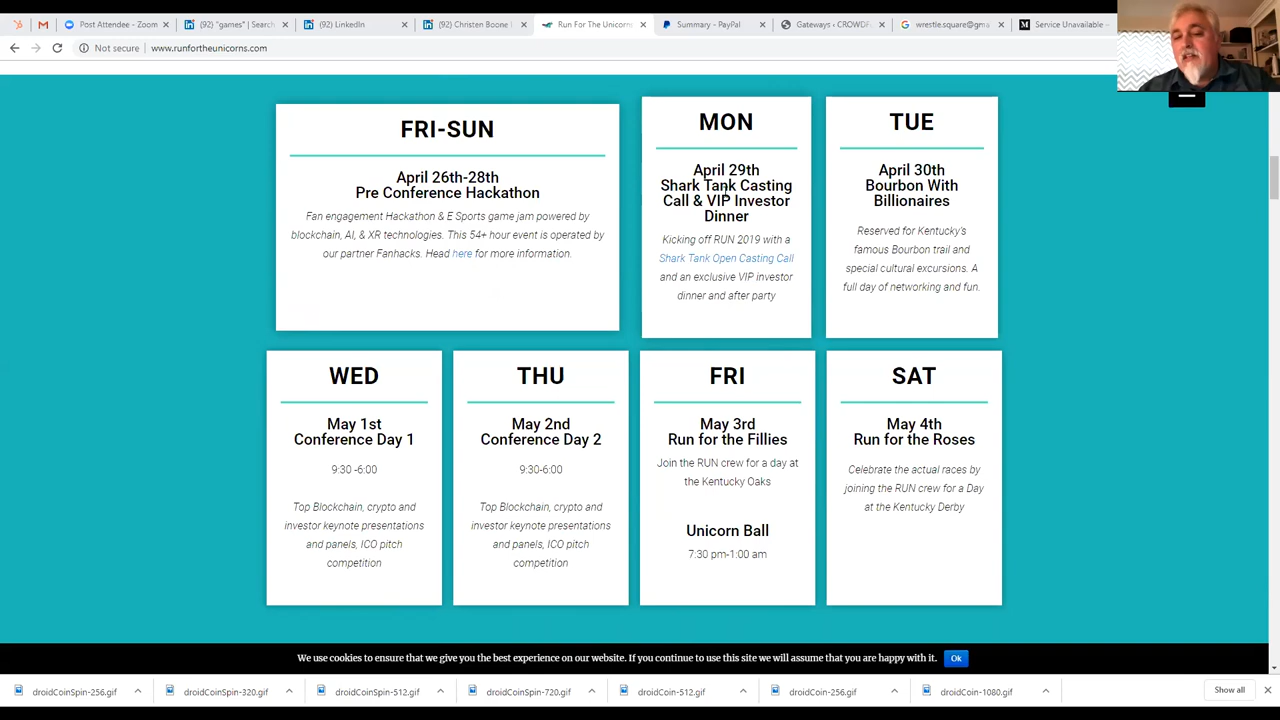 Post Attendee - Zoom
(92) "games" | Search
(92) LinkedIn
(92) Christen Boone
Run For The Unicorns
Summary - PayPal
Gateways ‹ CROWDF
wrestle.square@gma
Service Unavailable
Not secure
www.runfortheunicorns.com
FRI-SUN
April 26th-28th
Pre Conference Hackathon
Fan engagement Hackathon & E Sports game jam powered by
blockchain, AI, & XR technologies. This 54+ hour event is operated by
our partner Fanhacks. Head here for more information.
MON
April 29th
Shark Tank Casting
Call & VIP Investor
Dinner
Kicking off RUN 2019 with a
Shark Tank Open Casting Call
and an exclusive VIP investor
dinner and after party
TUE
April 30th
Bourbon With
Billionaires
Reserved for Kentucky's
famous Bourbon trail and
special cultural excursions. A
full day of networking and fun.
WED
May 1st
Conference Day 1
9:30 -6:00
Top Blockchain, crypto and
investor keynote presentations
and panels, ICO pitch
competition
THU
May 2nd
Conference Day 2
9:30-6:00
Top Blockchain, crypto and
investor keynote presentations
and panels, ICO pitch
competition
FRI
May 3rd
Run for the Fillies
Join the RUN crew for a day at
the Kentucky Oaks
Unicorn Ball
7:30 pm-1:00 am
SAT
May 4th
Run for the Roses
Celebrate the actual races by
joining the RUN crew for a Day
at the Kentucky Derby
We use cookies to ensure that we give you the best experience on our website. If you continue to use this site we will assume that you are happy with it.
Ok
droidCoinSpin-256.gif
droidCoinSpin-320.gif
droidCoinSpin-512.gif
droidCoinSpin-720.gif
droidCoin-512.gif
droidCoin-256.gif
droidCoin-1080.gif
Show all